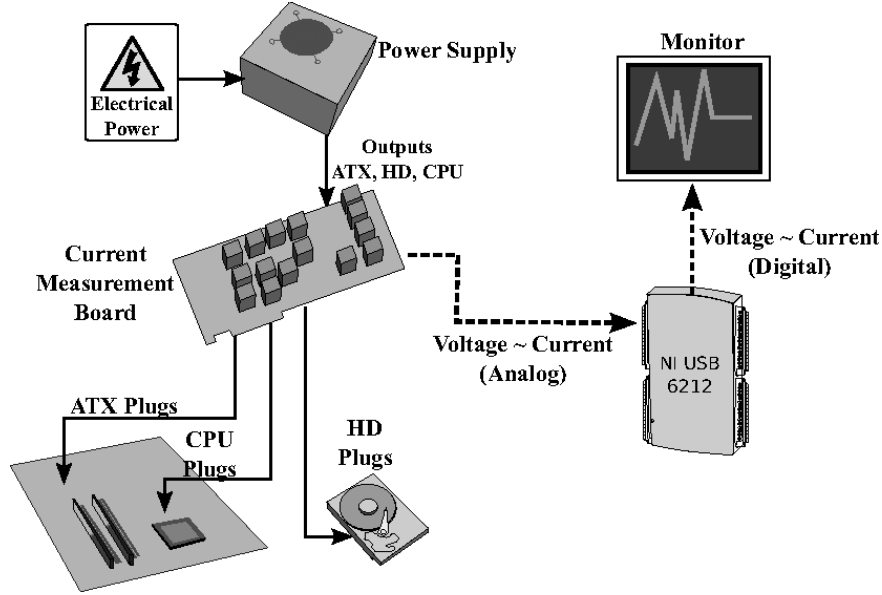 Electrical
Power
Power Supply
Monitor
Outputs
ATX, HD, CPU
Current
Measurement
Board
Voltage ~ Current
(Digital)
Voltage ~ Current
(Analog)
NI USB
6212
ATX Plugs
CPU
Plugs
HD
Plugs